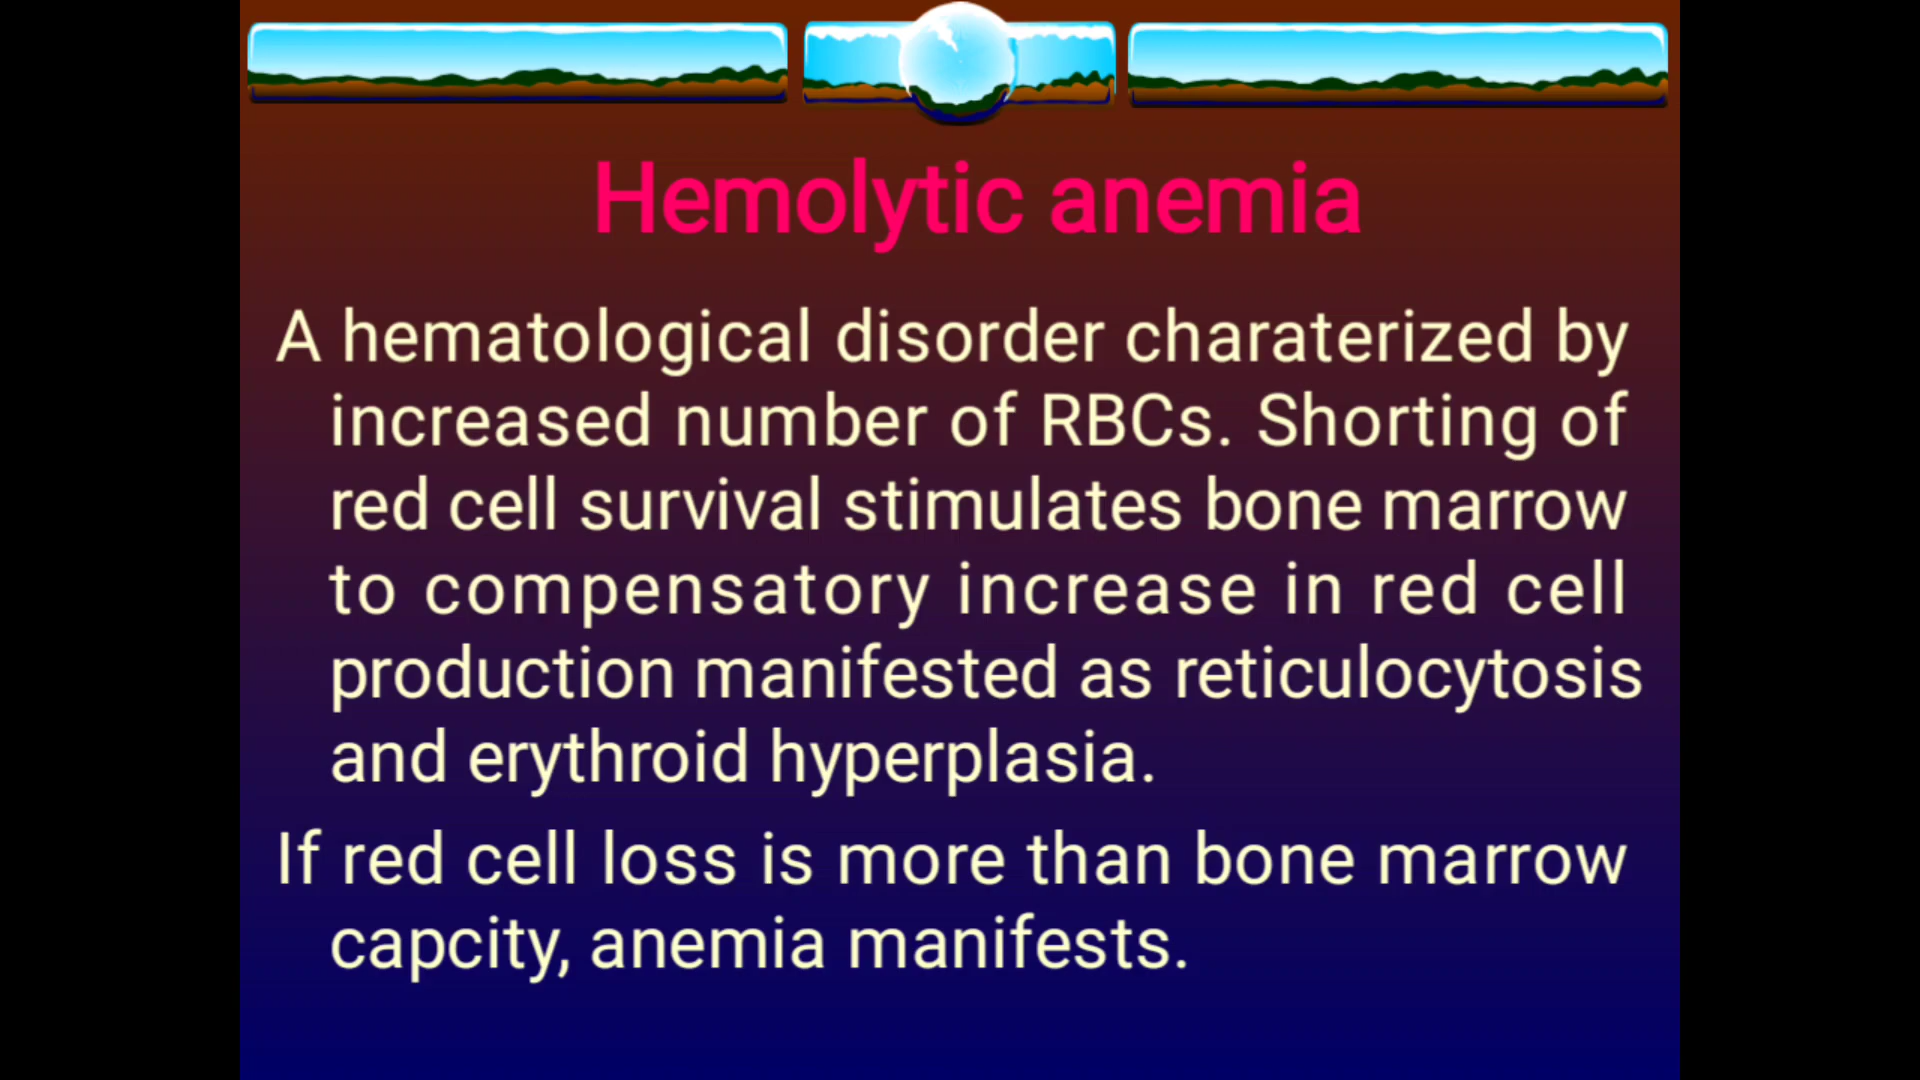 Hemolytic anemia
A hematological disorder charaterized by
increased number of RBCs. Shorting of
red cell survival stimulates bone marrow
to compensatory increase in red cell
production manifested as reticulocytosis
and erythroid hyperplasia.
If red cell loss is more than bone marrow
capcity, anemia manifests.